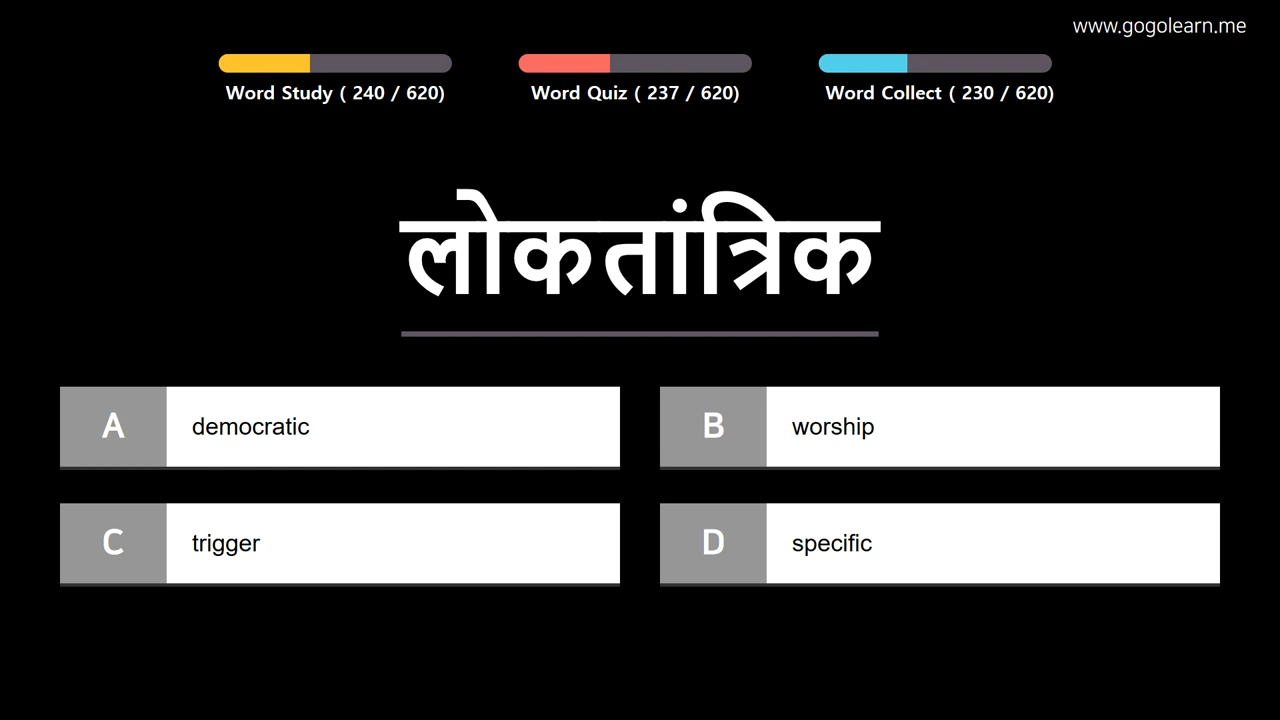 www.gogolearn.me
Word Study ( 240 / 620)
Word Quiz ( 237 / 620)
Word Collect ( 230 / 620)
लोकतांत्रिक
A democratic
B worship
C trigger
D specific